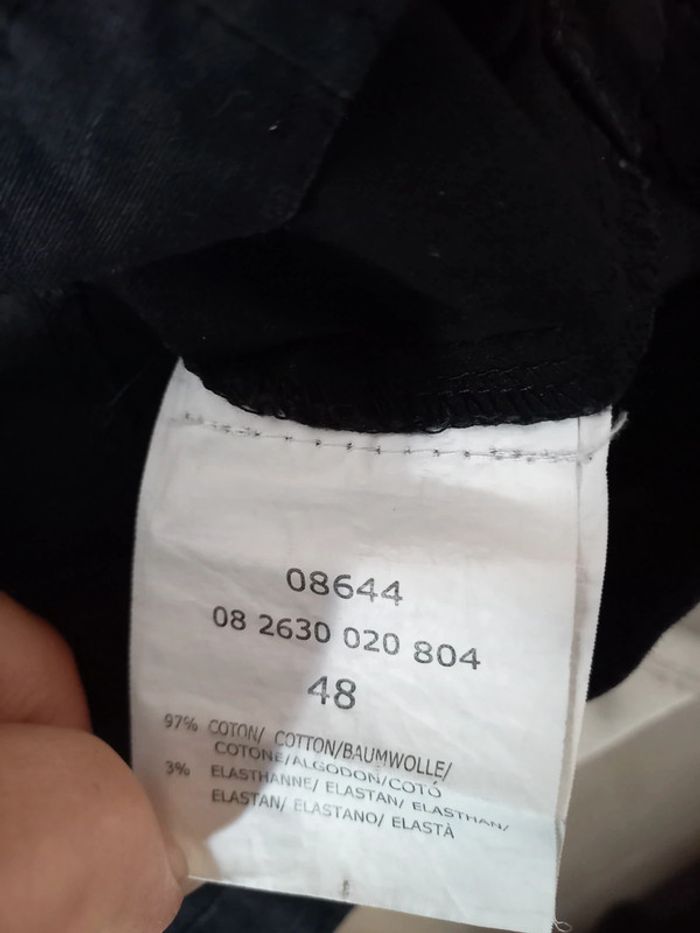 08644
08 2630 020 804
48
97% COTON/ COTTON/BAUMWOLLE/
COTONE/ALGODON/COTÓ
3% ELASTHANNE/ ELASTAN/ ELASTHAN/
ELASTAN/ ELASTANO/ ELASTÀ